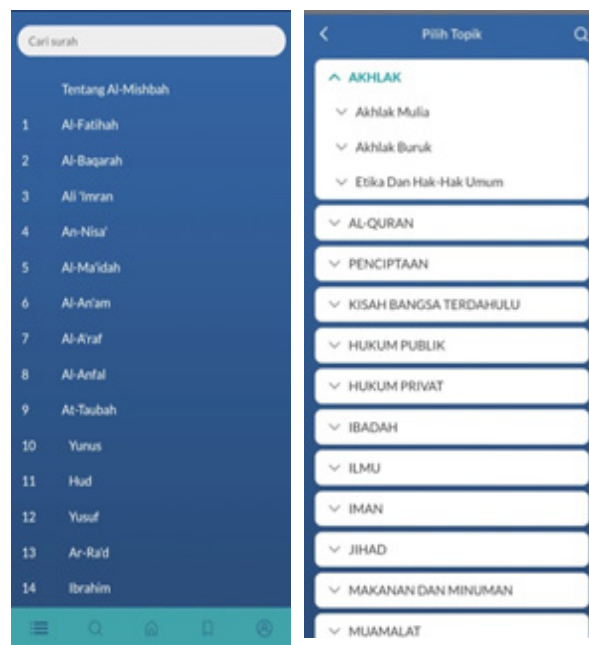 Cari surah
Tentang Al-Mishbah
1 Al-Fatihah
2 Al-Baqarah
3 Ali 'Imran
4 An-Nisa'
5 Al-Ma'idah
6 Al-An'am
7 Al-A'raf
8 Al-Anfal
9 At-Taubah
10 Yunus
11 Hud
12 Yusuf
13 Ar-Ra'd
14 Ibrahim
Pilih Topik
AKHLAK
Akhlak Mulia
Akhlak Buruk
Etika Dan Hak-Hak Umum
AL-QURAN
PENCIPTAAN
KISAH BANGSA TERDAHULU
HUKUM PUBLIK
HUKUM PRIVAT
IBADAH
ILMU
IMAN
JIHAD
MAKANAN DAN MINUMAN
MUAMALAT